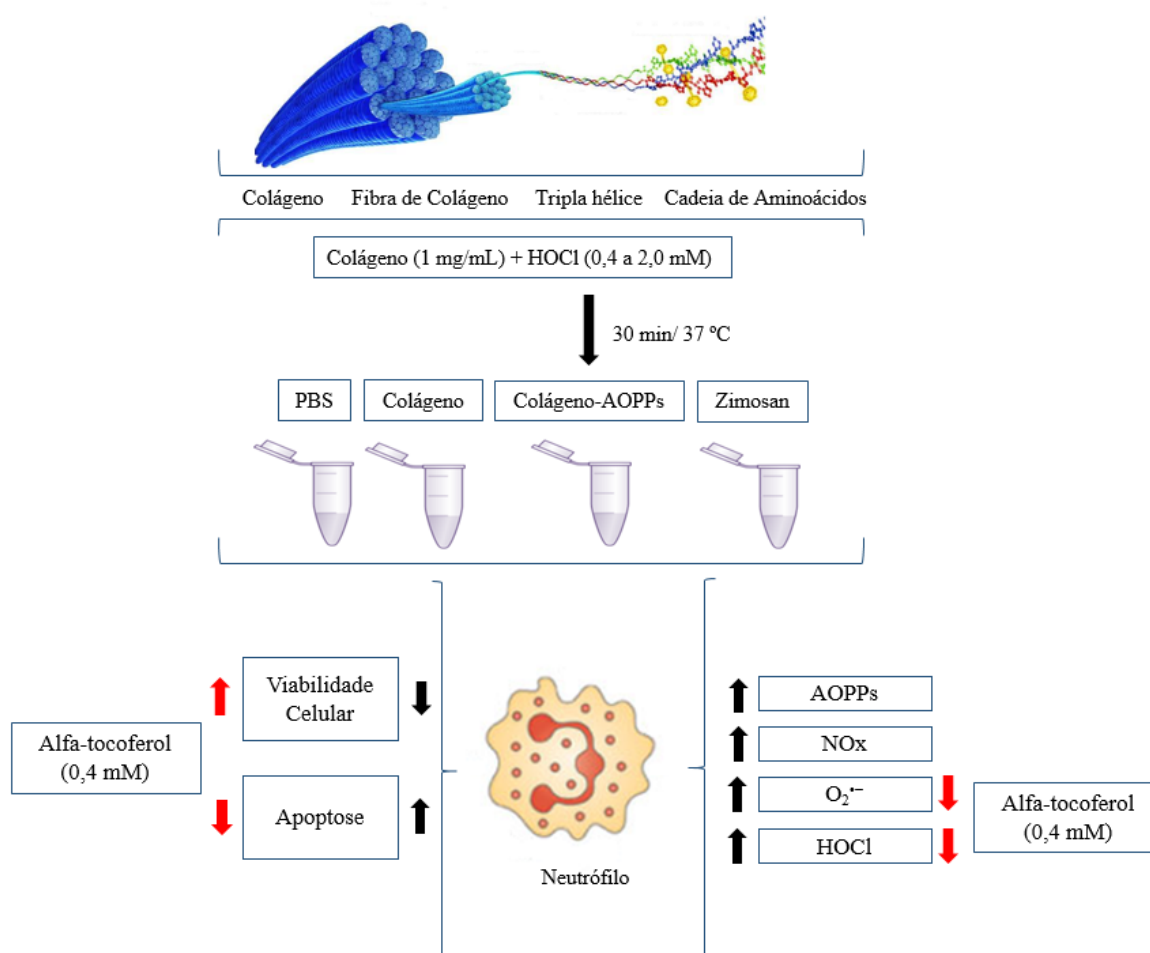 Colágeno Fibra de Colágeno Tripla hélice Cadeia de Aminoácidos
Colágeno (1 mg/mL) + HOCl (0,4 a 2,0 mM)
30 min/ 37 ºC
PBS Colágeno Colágeno-AOPPs Zimosan
Viabilidade
Celular
Alfa-tocoferol
(0,4 mM)
Apoptose
Neutrófilo
AOPPs
NOx
O₂•−
HOCl
Alfa-tocoferol
(0,4 mM)